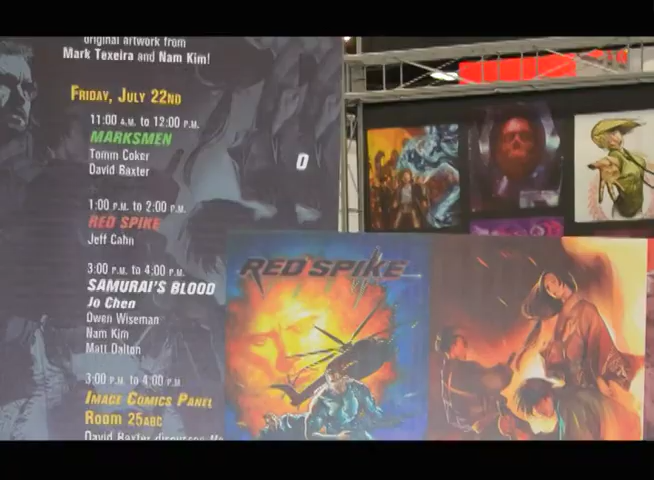 original artwork from
Mark Texeira and Nam Kim!
Friday, July 22nd
11:00 A.M. to 12:00 P.M.
MARKSMEN
Tomm Coker
David Baxter
O
1:00 P.M. to 2:00 P.M.
RED SPIKE
Jeff Cahn
3:00 P.M. to 4:00 P.M.
SAMURAI'S BLOOD
Jo Chen
Owen Wiseman
Nam Kim
Matt Dalton
3:00 P.M. to 4:00 P.M
Image Comics Panel
Room 25ABC
David Baxter discusses
RED SPIKE